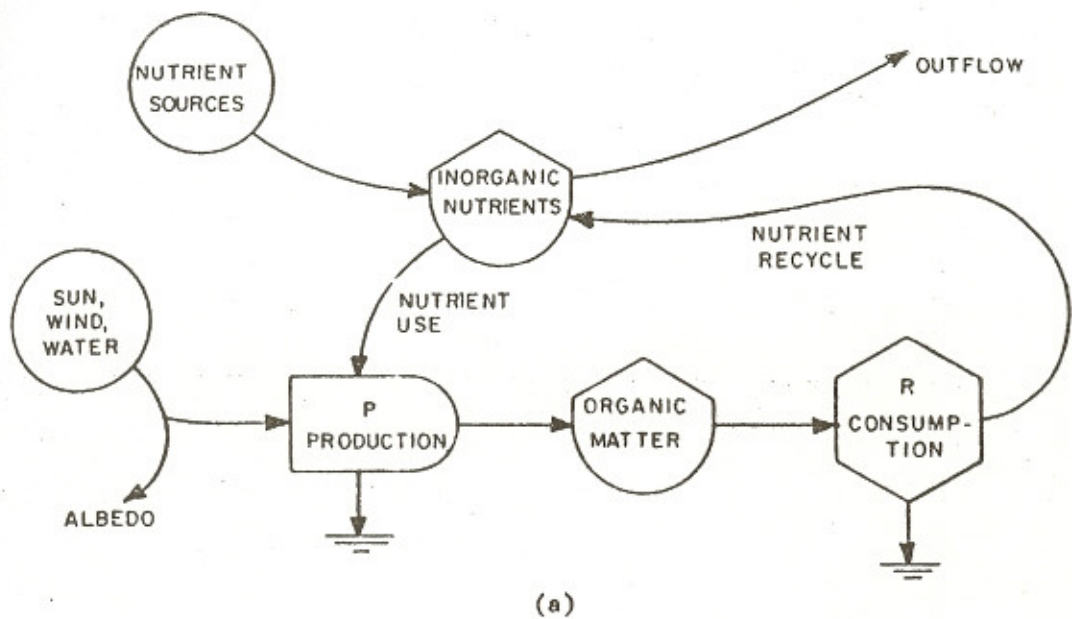 NUTRIENT
SOURCES
OUTFLOW
INORGANIC
NUTRIENTS
NUTRIENT
RECYCLE
SUN,
WIND,
WATER
NUTRIENT
USE
P
PRODUCTION
ORGANIC
MATTER
R
CONSUMP-
TION
ALBEDO
(a)